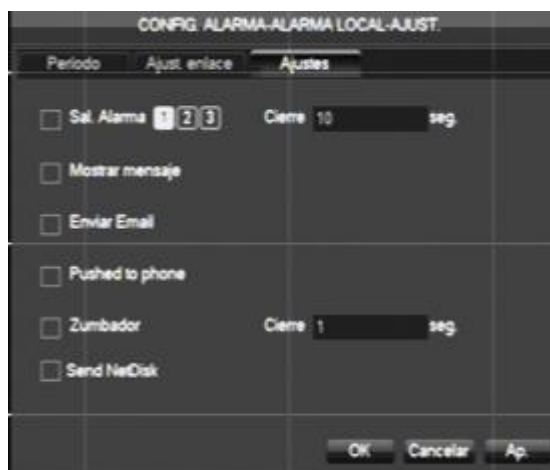 CONFIG. ALARMA-ALARMA LOCAL-AJUST.
Período Ajust. enlace Ajustes
Sal. Alarma 1 2 3 Cierre 10 seg.
Mostrar mensaje
Enviar Email
Pushed to phone
Zumbador Cierre 1 seg.
Send NetDisk
OK Cancelar Ap.